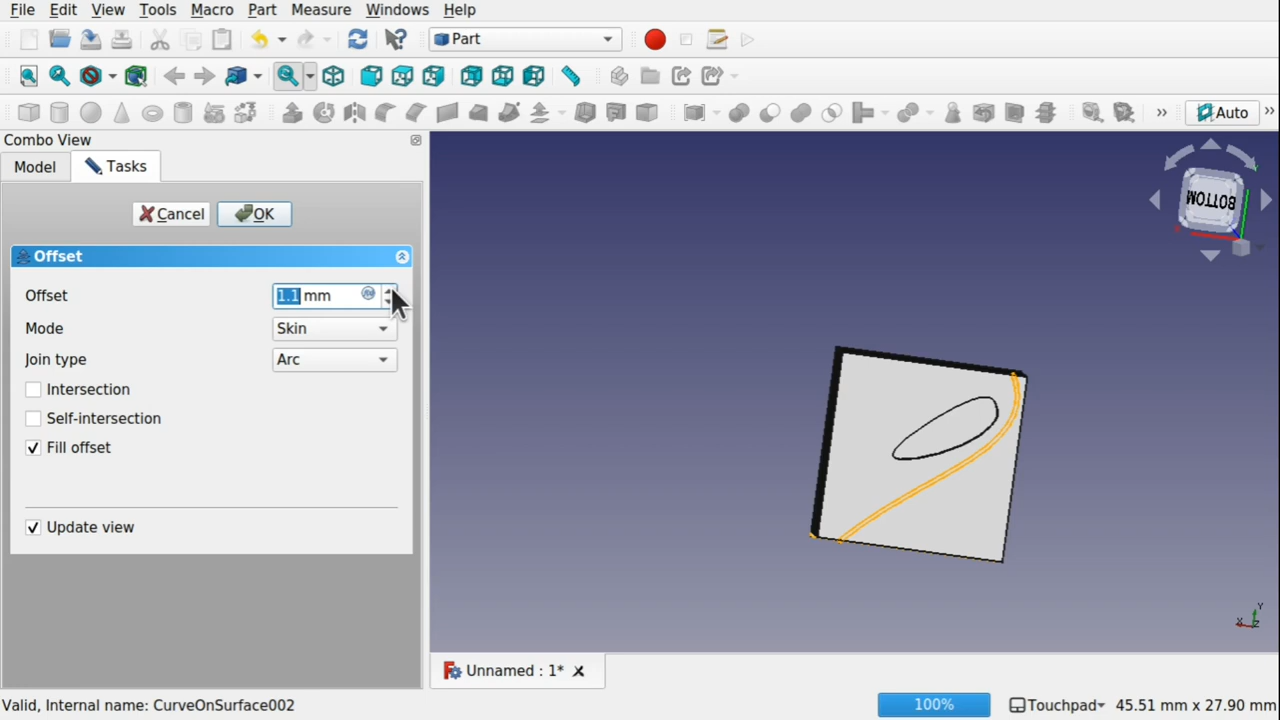 File Edit View Tools Macro Part Measure Windows Help
Part
Auto
Combo View
Model Tasks
Cancel OK
Offset
Offset 1.1 mm
Mode Skin
Join type Arc
Intersection
Self-intersection
Fill offset
Update view
BOTTOM
Y
X Z
Unnamed : 1*
Valid, Internal name: CurveOnSurface002 100% Touchpad 45.51 mm x 27.90 mm